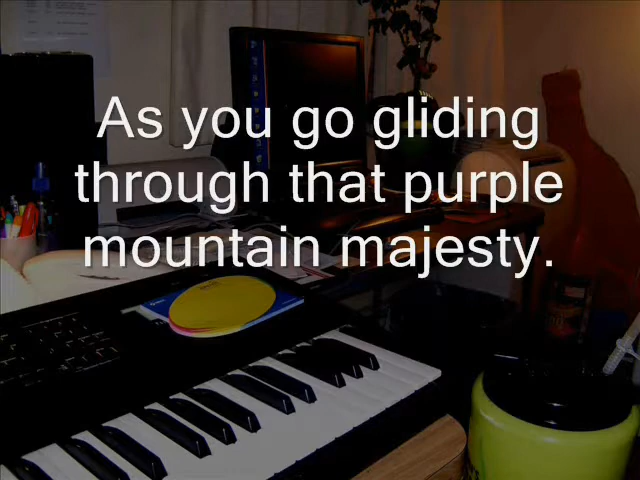 As you go gliding
through that purple
mountain majesty.